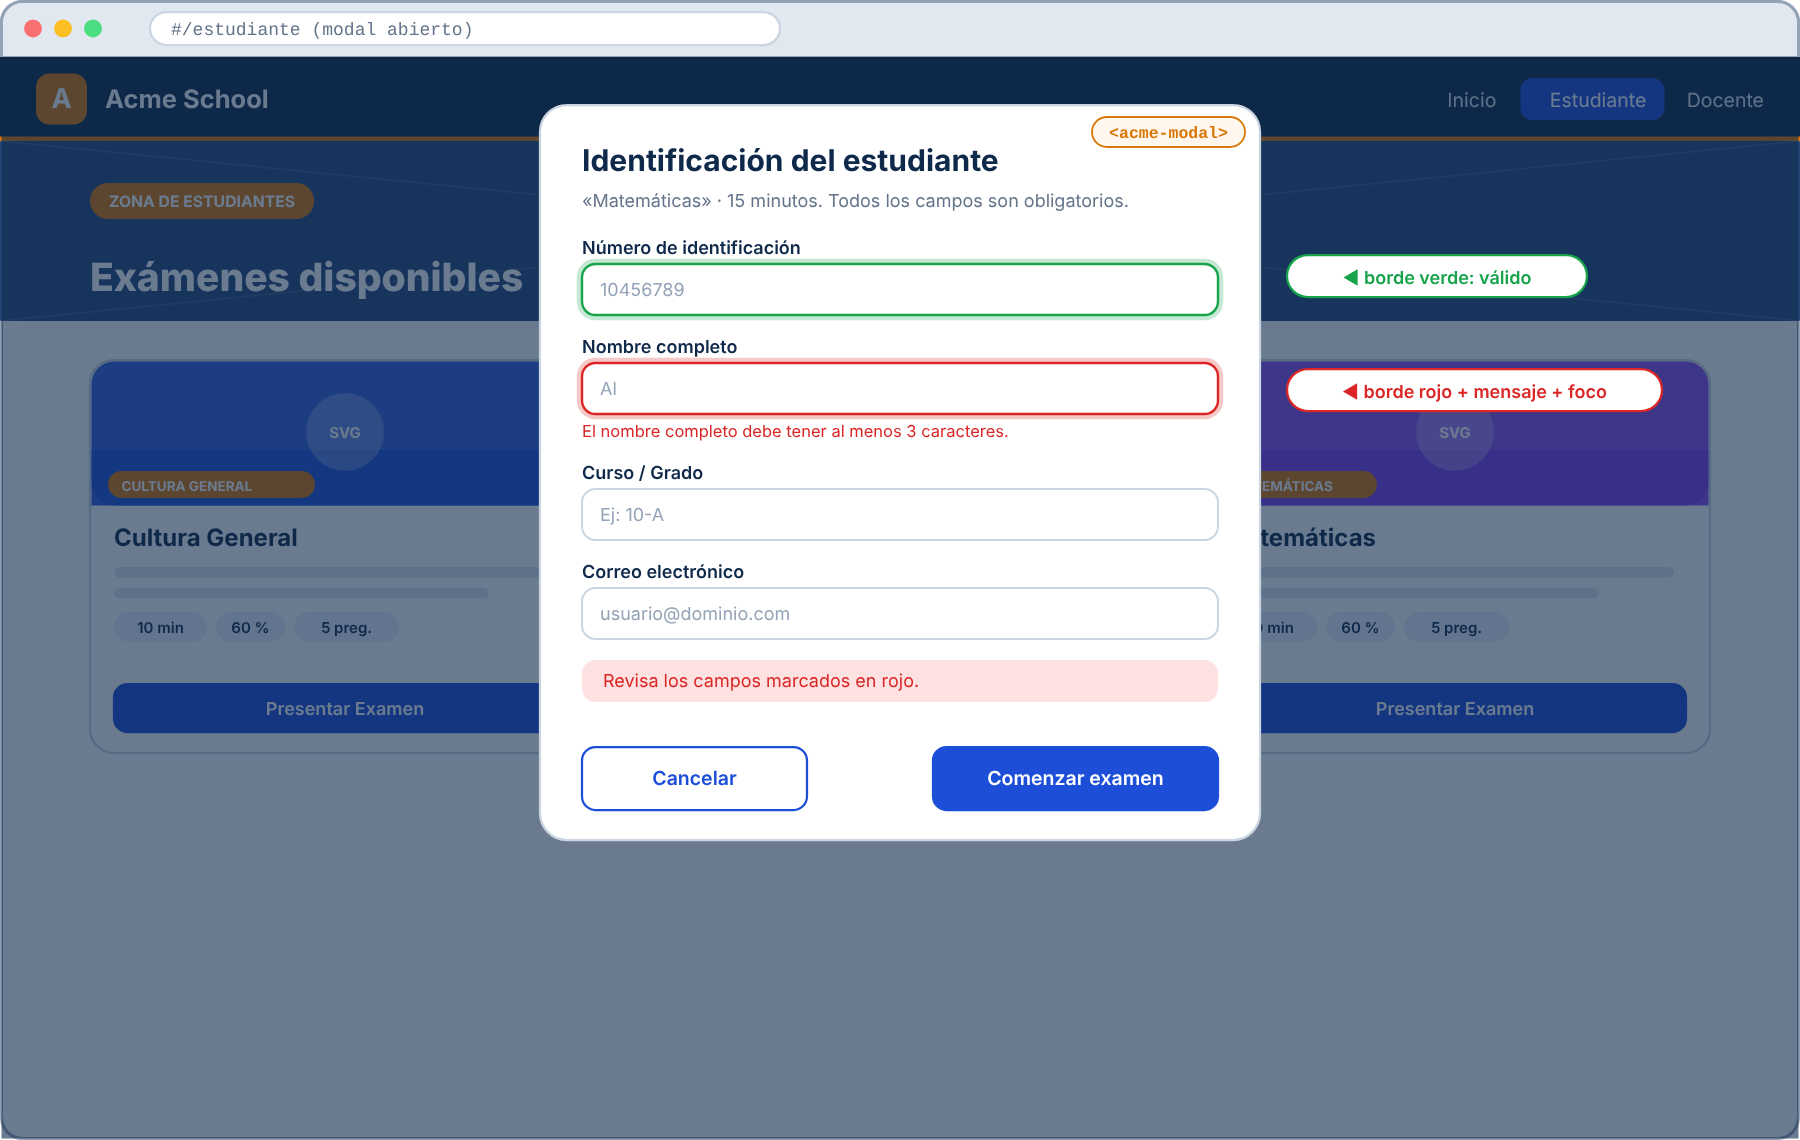 #/estudiante (modal abierto)
A Acme School
Inicio Estudiante Docente
<acme-modal>
Identificación del estudiante
«Matemáticas» · 15 minutos. Todos los campos son obligatorios.
ZONA DE ESTUDIANTES
Exámenes disponibles
Número de identificación
10456789
◀ borde verde: válido
Nombre completo
Al
◀ borde rojo + mensaje + foco
El nombre completo debe tener al menos 3 caracteres.
Curso / Grado
Ej: 10-A
Correo electrónico
usuario@dominio.com
Revisa los campos marcados en rojo.
Cancelar
Comenzar examen
SVG
CULTURA GENERAL
Cultura General
10 min 60 % 5 preg.
Presentar Examen
SVG
EMÁTICAS
temáticas
min 60 % 5 preg.
Presentar Examen